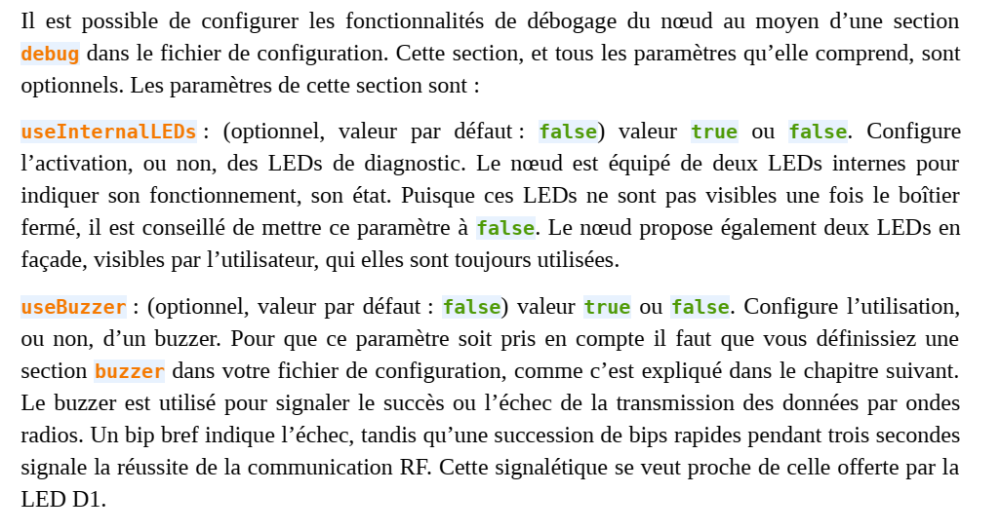 Il est possible de configurer les fonctionnalités de débogage du nœud au moyen d’une section
debug dans le fichier de configuration. Cette section, et tous les paramètres qu’elle comprend, sont
optionnels. Les paramètres de cette section sont :
useInternalLEDs : (optionnel, valeur par défaut : false) valeur true ou false. Configure
l’activation, ou non, des LEDs de diagnostic. Le nœud est équipé de deux LEDs internes pour
indiquer son fonctionnement, son état. Puisque ces LEDs ne sont pas visibles une fois le boîtier
fermé, il est conseillé de mettre ce paramètre à false. Le nœud propose également deux LEDs en
façade, visibles par l’utilisateur, qui elles sont toujours utilisées.
useBuzzer : (optionnel, valeur par défaut : false) valeur true ou false. Configure l’utilisation,
ou non, d’un buzzer. Pour que ce paramètre soit pris en compte il faut que vous définissiez une
section buzzer dans votre fichier de configuration, comme c’est expliqué dans le chapitre suivant.
Le buzzer est utilisé pour signaler le succès ou l’échec de la transmission des données par ondes
radios. Un bip bref indique l’échec, tandis qu’une succession de bips rapides pendant trois secondes
signale la réussite de la communication RF. Cette signalétique se veut proche de celle offerte par la
LED D1.